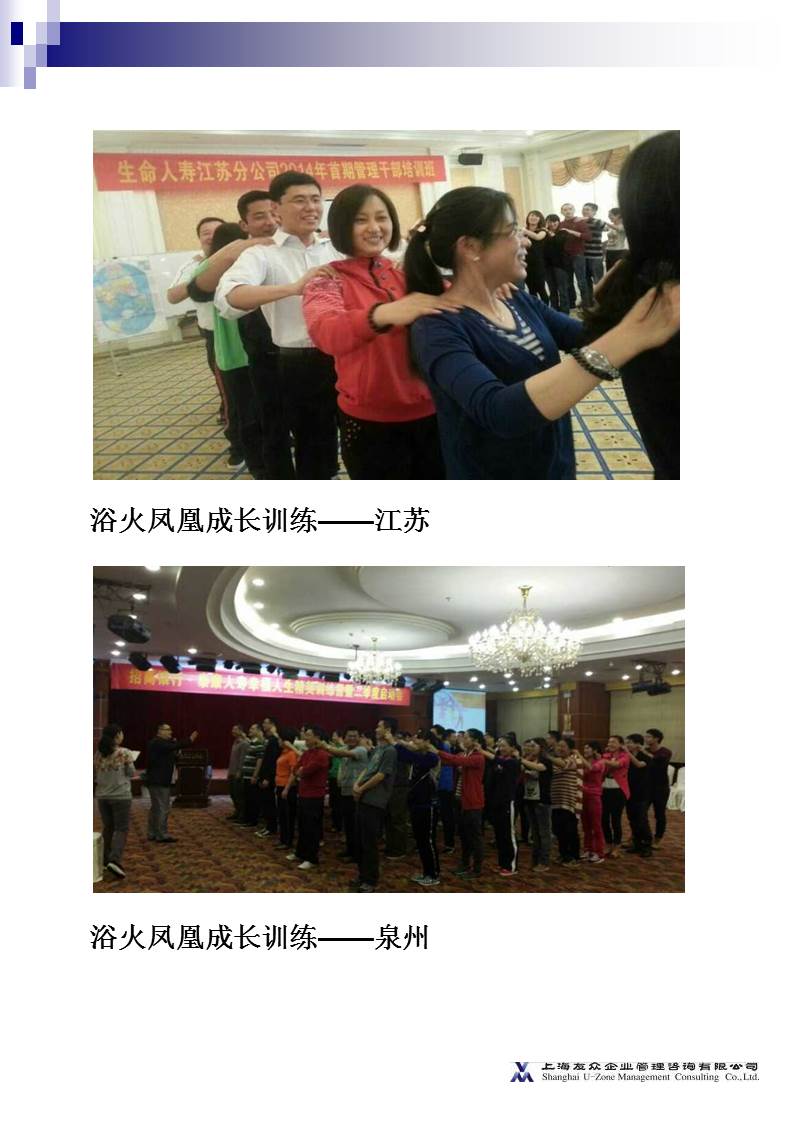 生命人寿江苏分公司2014年首期管理干部培训班
浴火凤凰成长训练——江苏
浴火凤凰成长训练——泉州
上海友众企业管理咨询有限公司
Shanghai U-Zone Management Consulting Co.,Ltd.